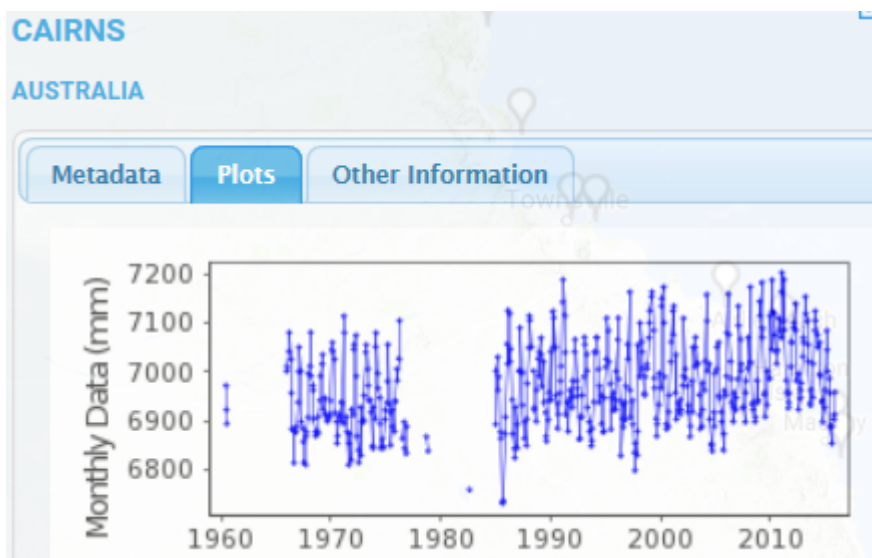 CAIRNS
AUSTRALIA
Metadata Plots Other Information
Townsville
Monthly Data (mm)
7200
7100
7000
6900
6800
1960 1970 1980 1990 2000 2010